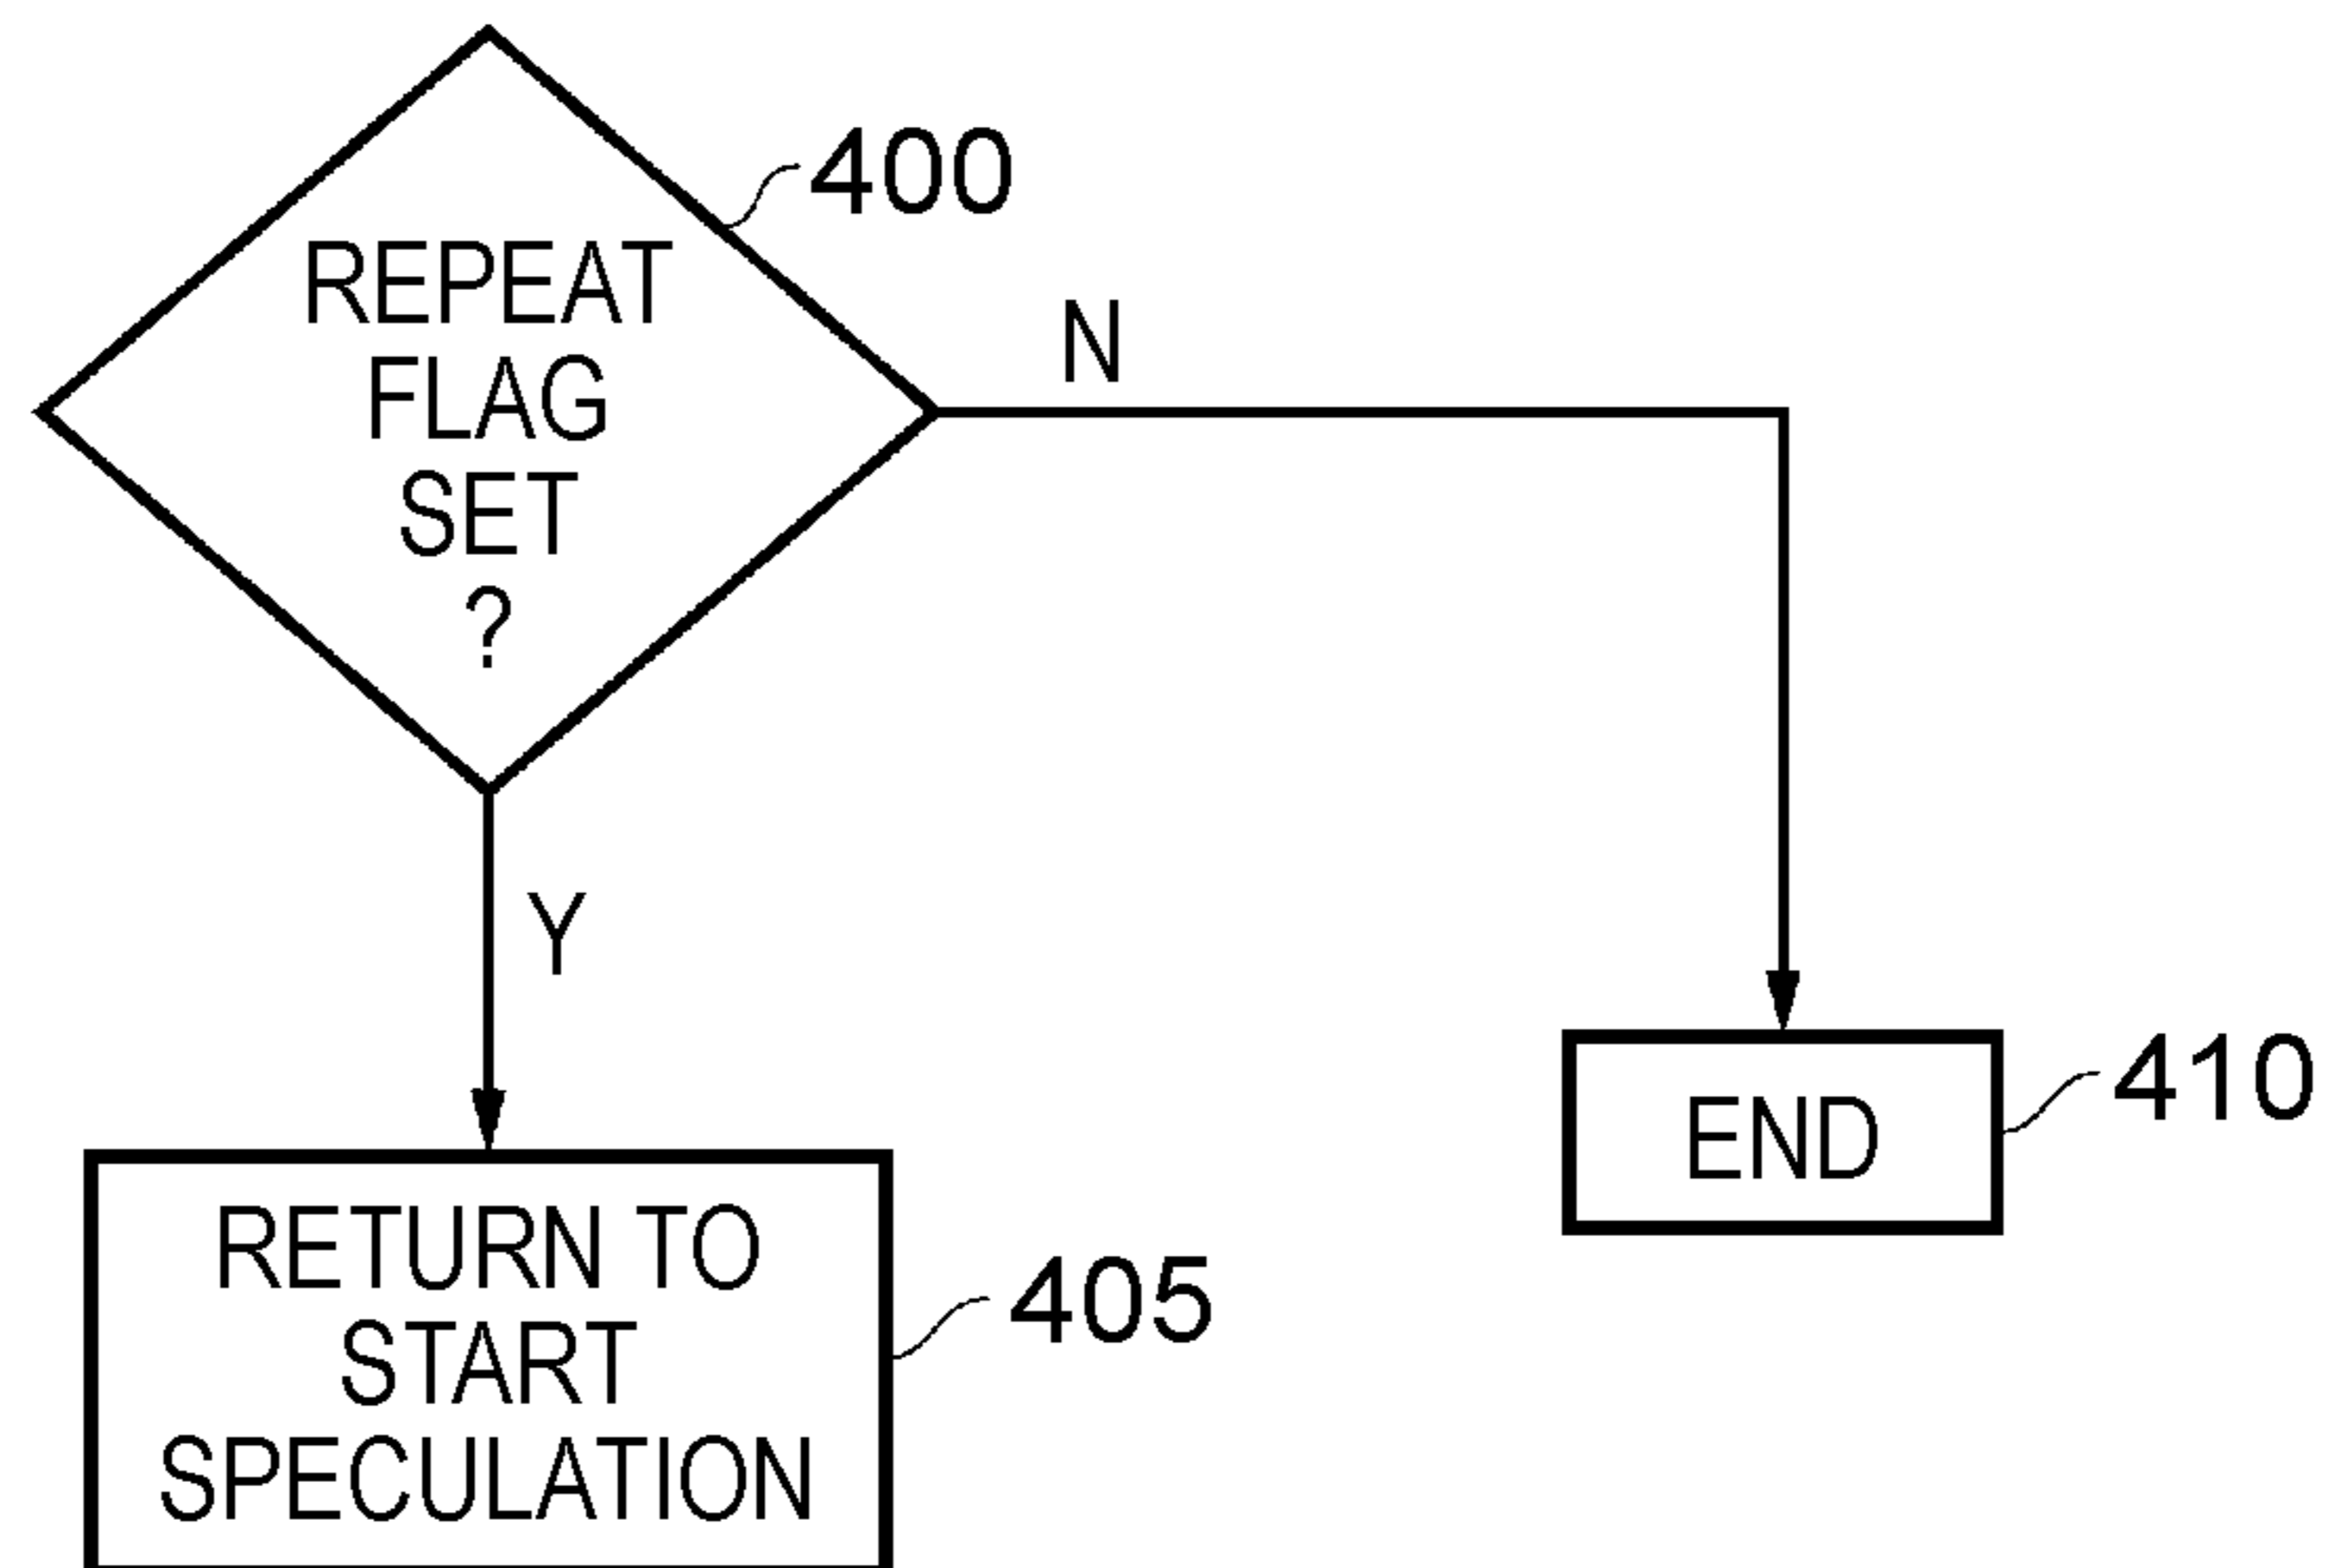 400
REPEAT
FLAG
SET
?
N
Y
END
410
RETURN TO
START
SPECULATION
405